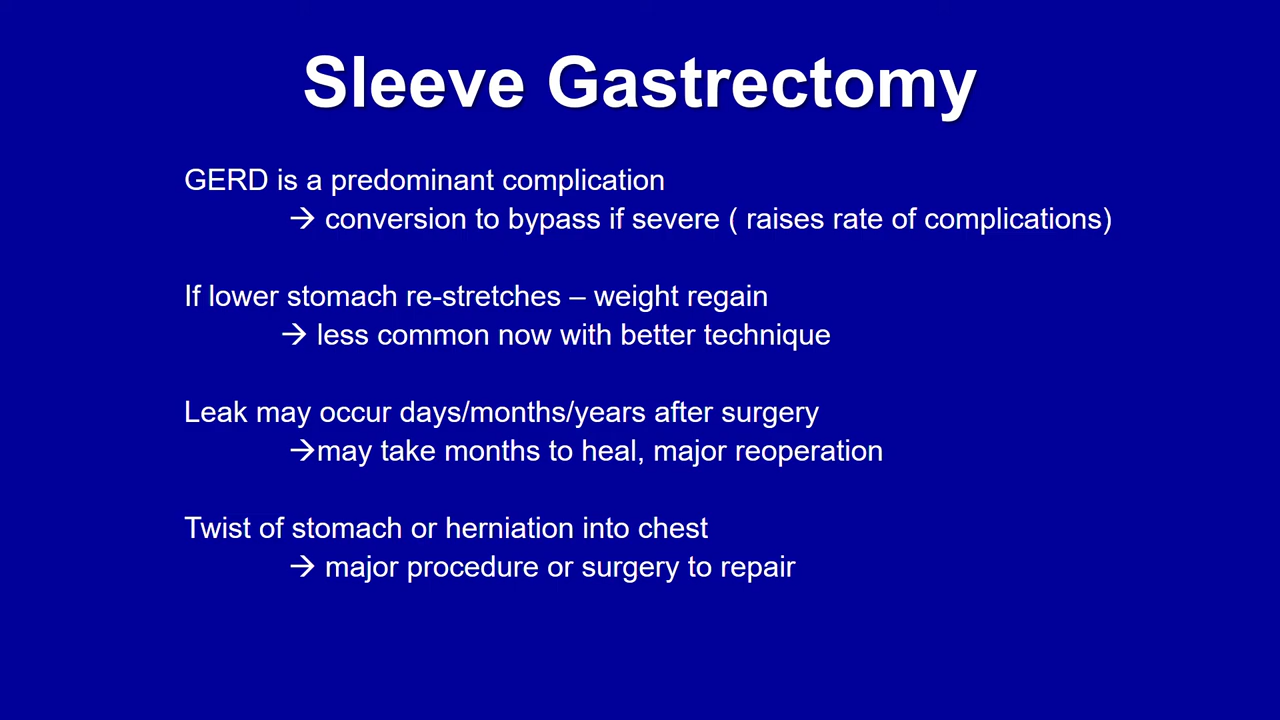 Sleeve Gastrectomy
GERD is a predominant complication
→ conversion to bypass if severe ( raises rate of complications)
If lower stomach re-stretches – weight regain
→ less common now with better technique
Leak may occur days/months/years after surgery
→may take months to heal, major reoperation
Twist of stomach or herniation into chest
→ major procedure or surgery to repair